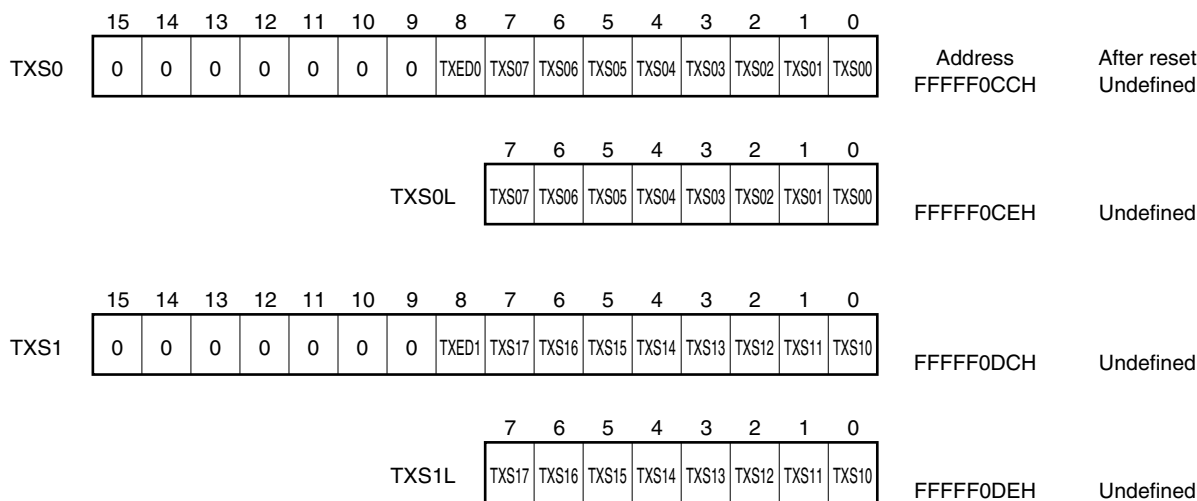 15 14 13 12 11 10 9 8 7 6 5 4 3 2 1 0
Address After reset
TXS0 0 0 0 0 0 0 0 TXED0 TXS07 TXS06 TXS05 TXS04 TXS03 TXS02 TXS01 TXS00 FFFFF0CCH Undefined
7 6 5 4 3 2 1 0
TXS0L TXS07 TXS06 TXS05 TXS04 TXS03 TXS02 TXS01 TXS00 FFFFF0CEH Undefined
15 14 13 12 11 10 9 8 7 6 5 4 3 2 1 0
TXS1 0 0 0 0 0 0 0 TXED1 TXS17 TXS16 TXS15 TXS14 TXS13 TXS12 TXS11 TXS10 FFFFF0DCH Undefined
7 6 5 4 3 2 1 0
TXS1L TXS17 TXS16 TXS15 TXS14 TXS13 TXS12 TXS11 TXS10 FFFFF0DEH Undefined